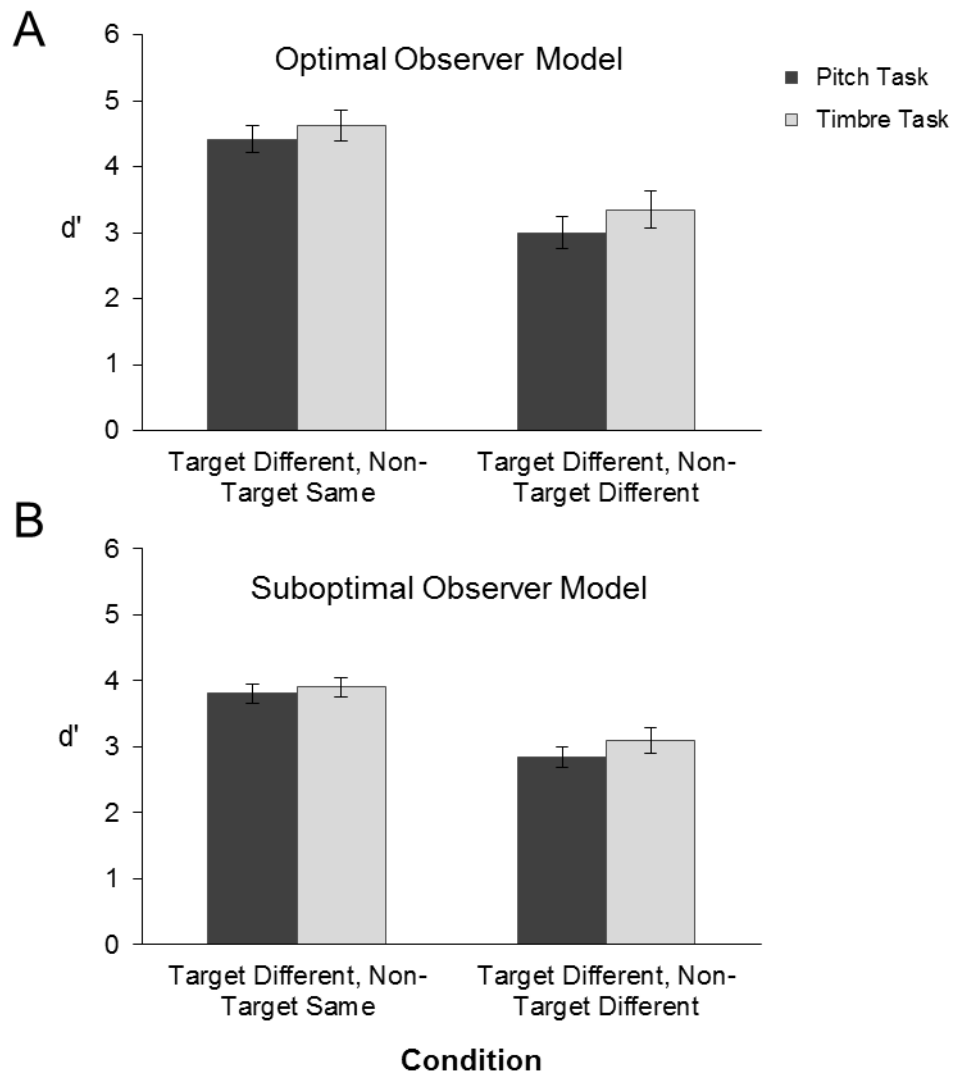 A
Optimal Observer Model
Pitch Task
Timbre Task
d'
6
5
4
3
2
1
0
Target Different, Non-
Target Same
Target Different, Non-
Target Different
B
Suboptimal Observer Model
d'
6
5
4
3
2
1
0
Target Different, Non-
Target Same
Target Different, Non-
Target Different
Condition